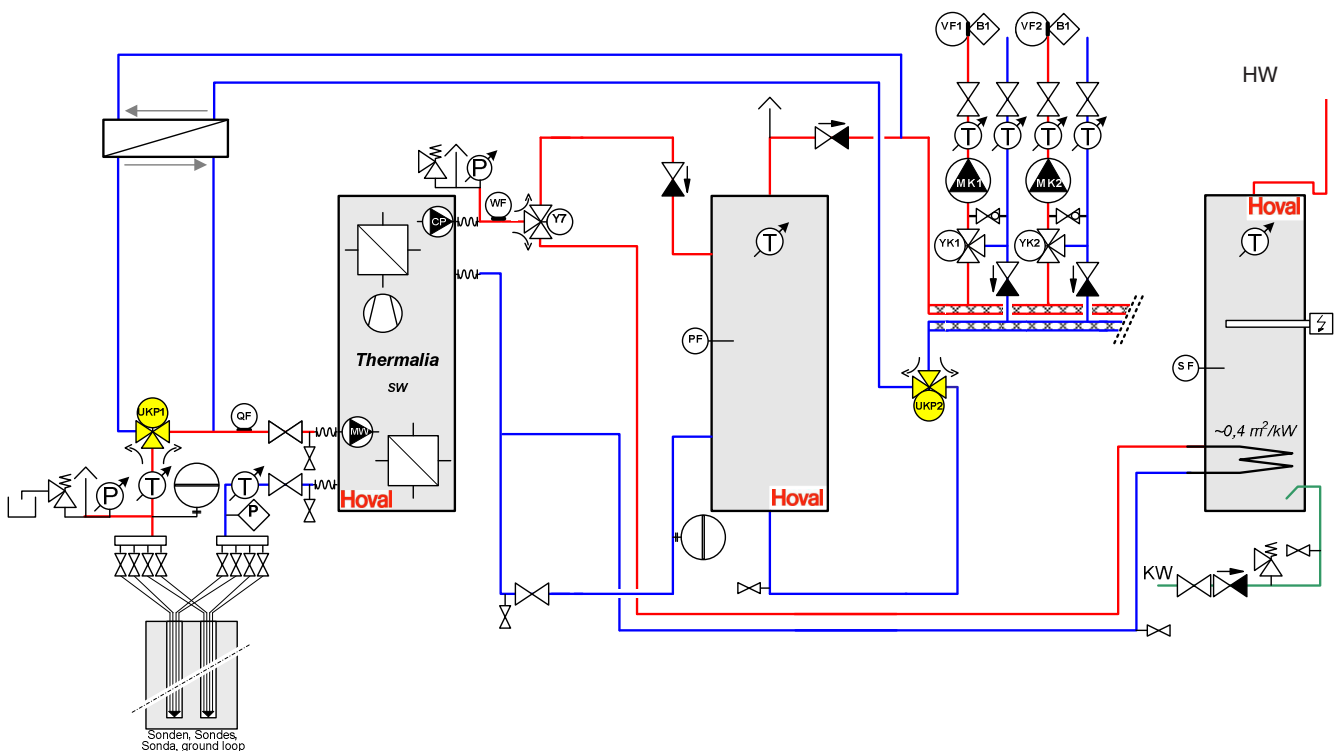 VF1
B1
VF2
B1
HW
T
T
T
T
P
WF
Y7
CP
MK1
MK2
Hoval
T
T
YK1
YK2
PF
Thermalia
SW
SF
UKP1
QF
UKP2
MW
~0,4 m²/kW
P
T
T
P
Hoval
Hoval
KW
Sonden, Sondes,
Sonda, ground loop